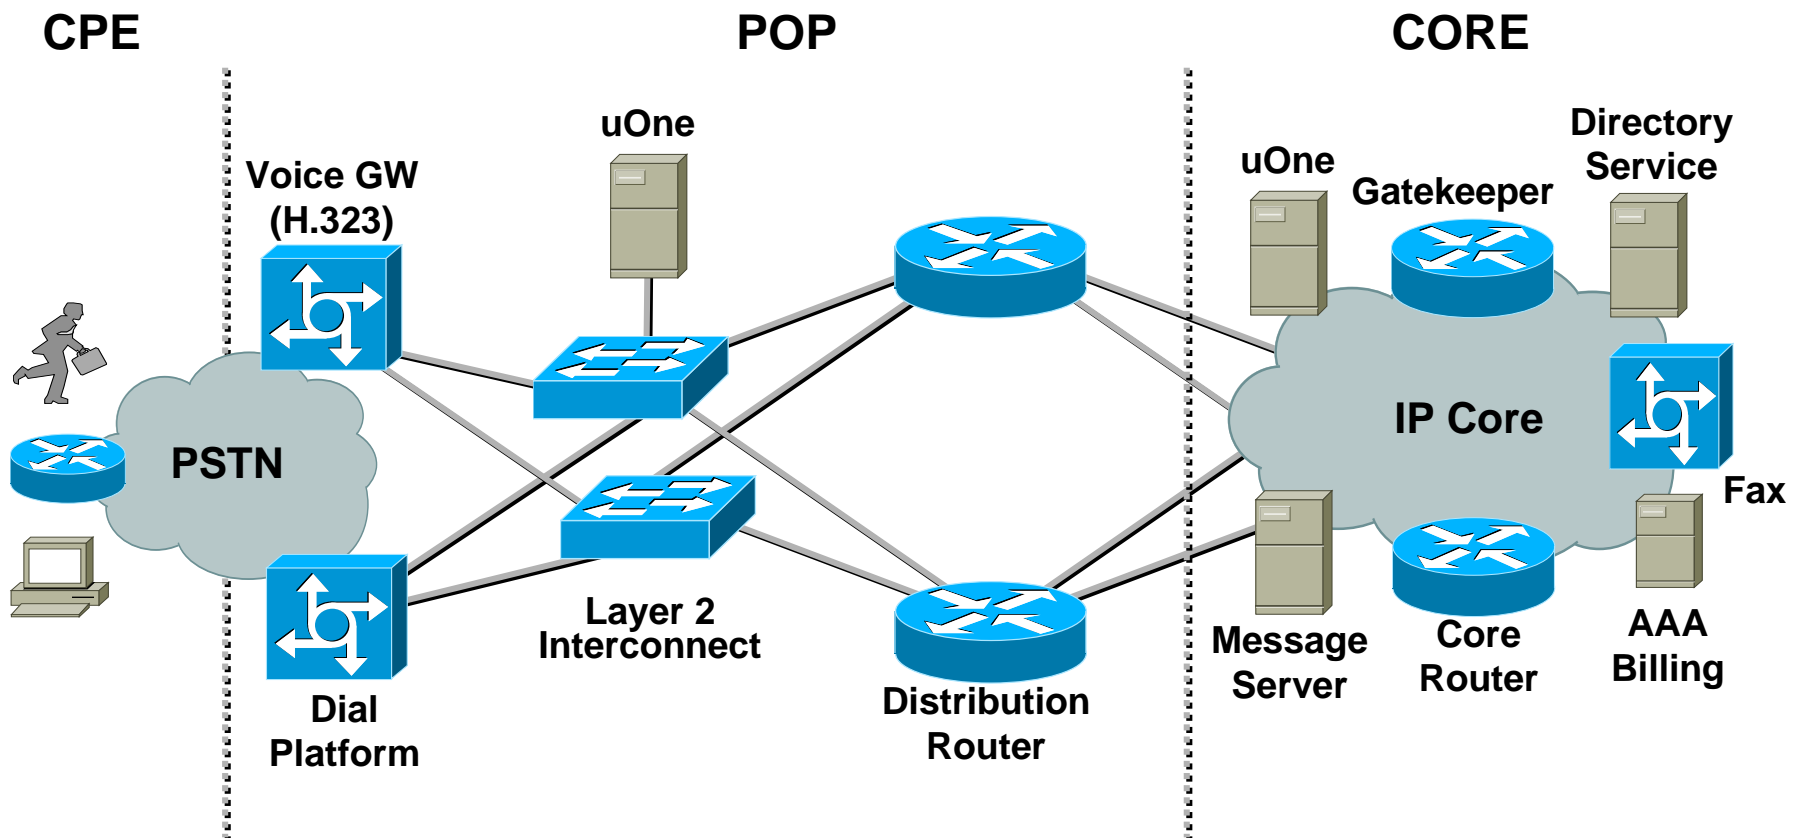 CPE
POP
CORE
uOne
Voice GW
(H.323)
uOne
Gatekeeper
Directory
Service
PSTN
IP Core
Fax
Layer 2
Interconnect
Dial
Platform
Distribution
Router
Message
Server
Core
Router
AAA
Billing